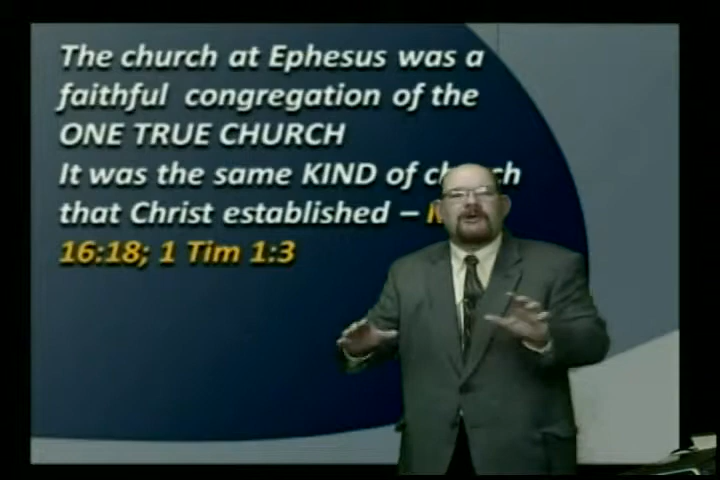 The church at Ephesus was a
faithful congregation of the
ONE TRUE CHURCH
It was the same KIND of church
that Christ established –
16:18; 1 Tim 1:3